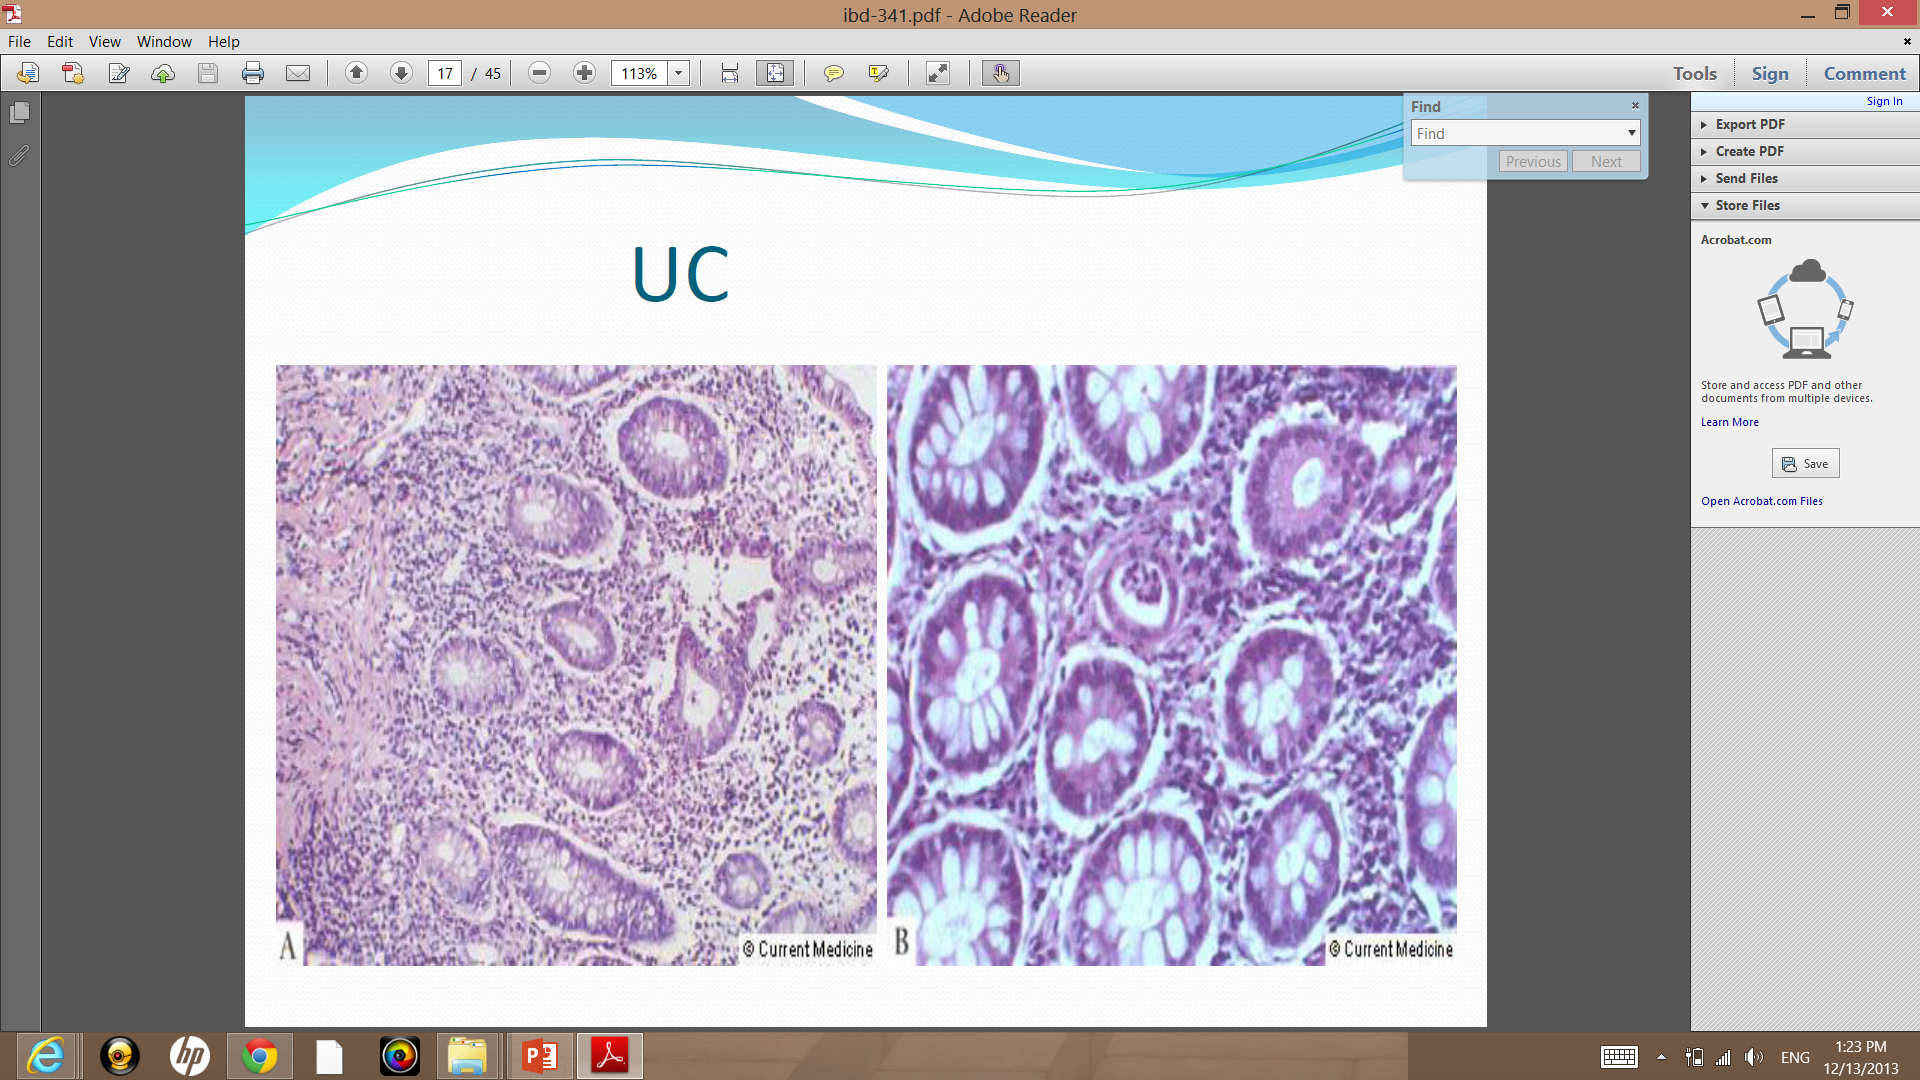 ibd-341.pdf - Adobe Reader
File Edit View Window Help
17 / 45 113% Tools Sign Comment
Sign In
Find
Find
Previous Next
Export PDF
Create PDF
Send Files
Store Files
Acrobat.com
Store and access PDF and other
documents from multiple devices.
Learn More
Save
Open Acrobat.com Files
UC
A © Current Medicine
B © Current Medicine
hp
P
ENG
1:23 PM
12/13/2013